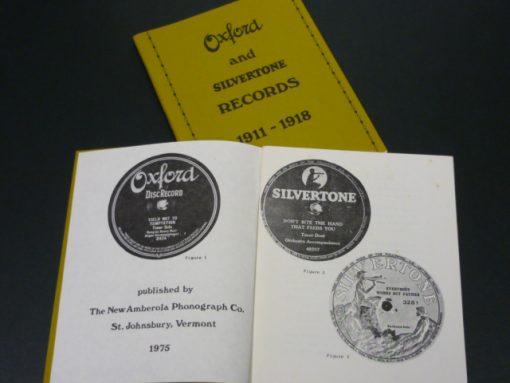 Oxford
and
SILVERTONE
RECORDS
1911 - 1918
Oxford
DISC RECORD
YIELD NOT TO
TEMPTATION
Tenor Solo
Figure 1
published by
The New Amberola Phonograph Co.
St. Johnsbury, Vermont
1975
SILVERTONE
DON'T BITE THE HAND
THAT FEEDS YOU
Tenor Duet
Orchestra Accompaniment
Figure 2
SILVERTONE
EVERYBODY
WORKS BUT FATHER
3281
Figure 3